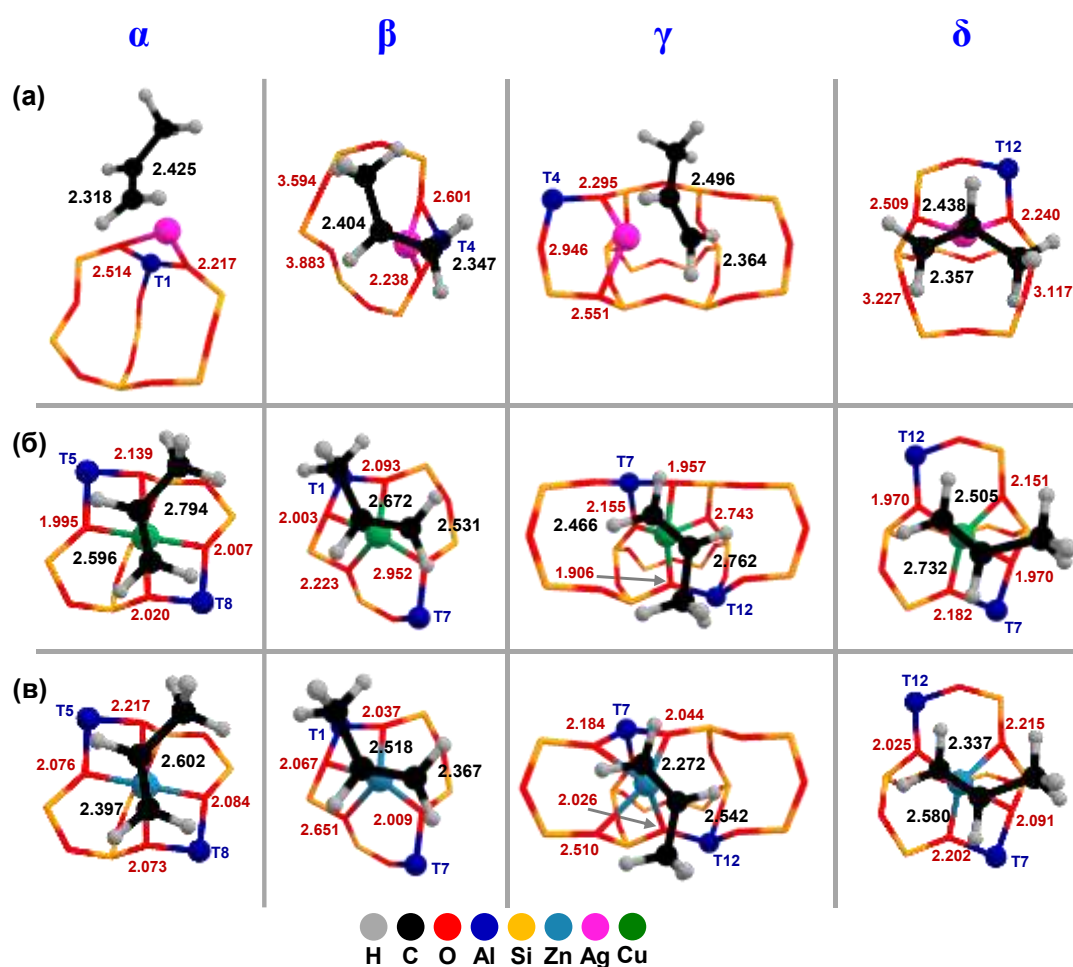 α β γ δ
(а)
2.425
2.318
2.514
2.217
T1
3.594
2.601
2.404
T4
3.883
2.347
2.238
T4
2.295
2.496
2.946
2.364
2.551
T12
2.509
2.438
2.240
2.357
3.227
3.117
(б)
T5
2.139
2.794
1.995
2.007
2.596
T8
2.020
T1
2.093
2.672
2.003
2.531
2.223
2.952
T7
T7
1.957
2.155
2.743
2.466
2.762
1.906
T12
T12
2.151
1.970
2.505
2.732
1.970
2.182
T7
(в)
T5
2.217
2.602
2.076
2.084
2.397
T8
2.073
T1
2.037
2.518
2.067
2.367
2.009
2.651
T7
T7
2.184
2.044
2.272
2.026
2.542
2.510
T12
T12
2.215
2.025
2.337
2.580
2.091
2.202
T7
H C O Al Si Zn Ag Cu